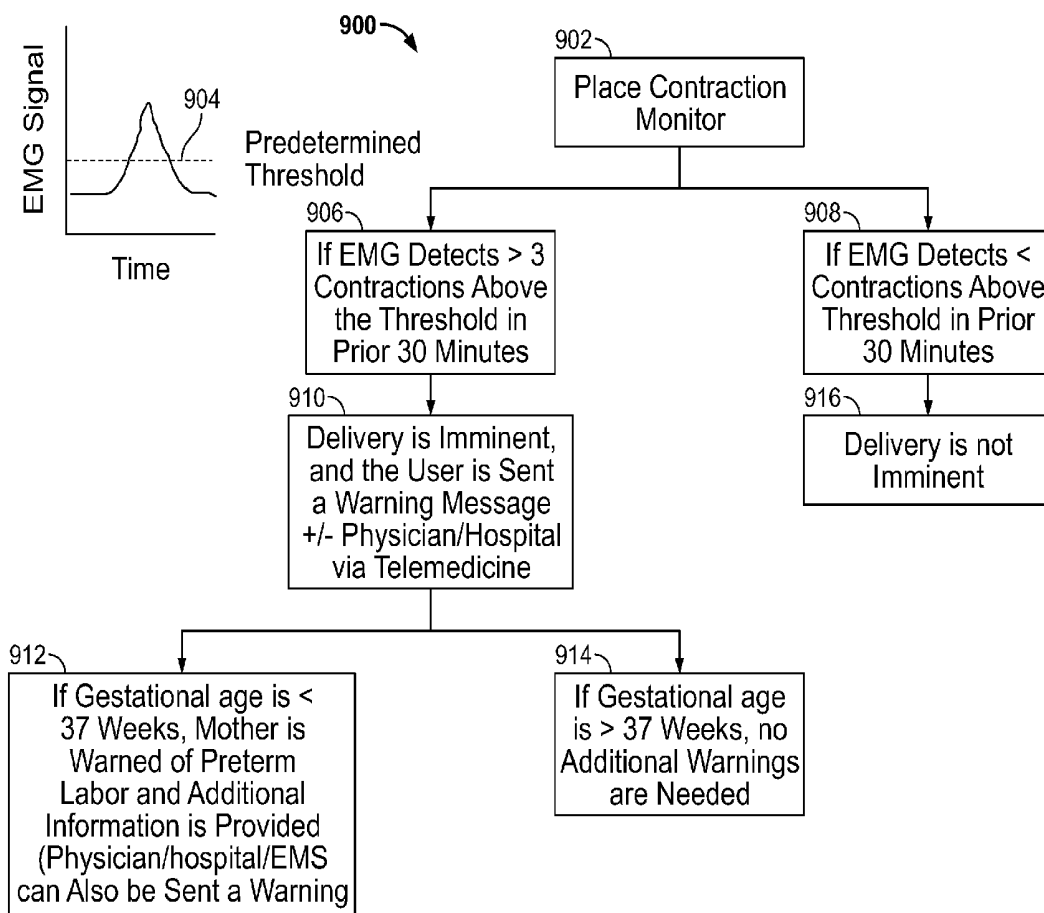 900
EMG Signal
904
Predetermined
Threshold
Time
902
Place Contraction
Monitor
906
If EMG Detects > 3
Contractions Above
the Threshold in
Prior 30 Minutes
908
If EMG Detects <
Contractions Above
Threshold in Prior
30 Minutes
910
Delivery is Imminent,
and the User is Sent
a Warning Message
+/- Physician/Hospital
via Telemedicine
916
Delivery is not
Imminent
912
If Gestational age is <
37 Weeks, Mother is
Warned of Preterm
Labor and Additional
Information is Provided
(Physician/hospital/EMS
can Also be Sent a Warning
914
If Gestational age
is > 37 Weeks, no
Additional Warnings
are Needed